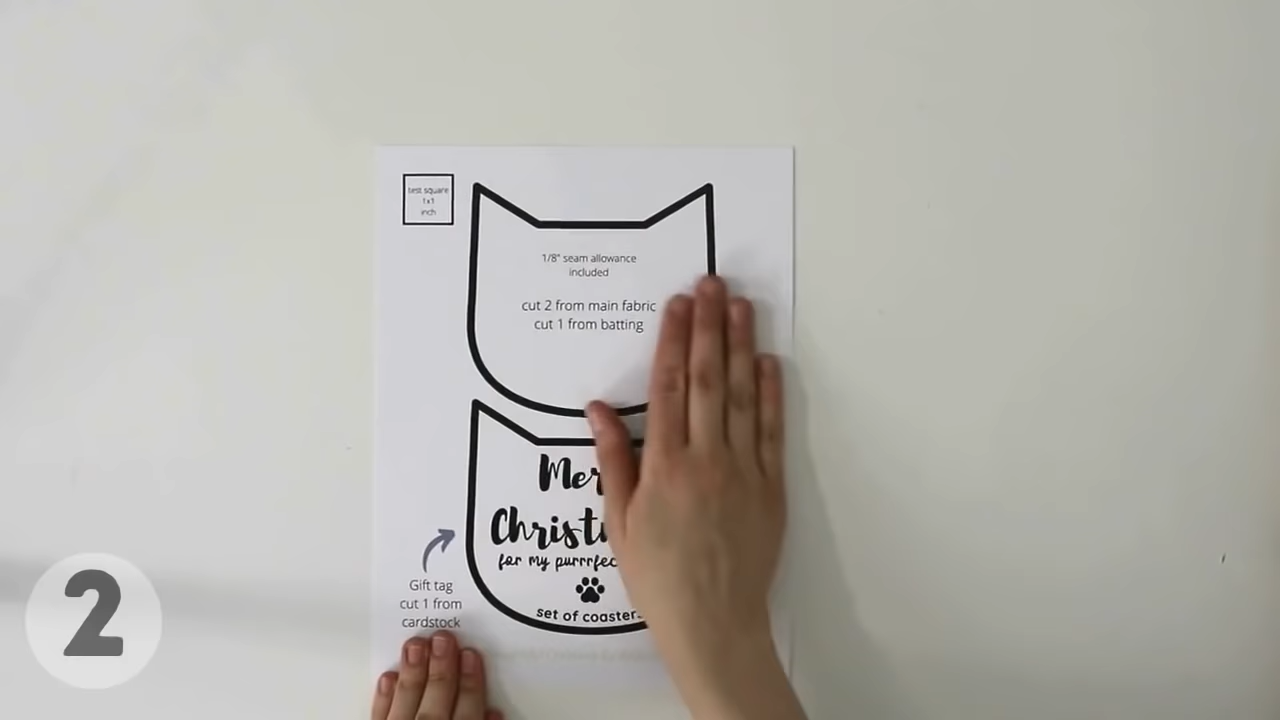 test square
1x1
inch
1/8" seam allowance
included
cut 2 from main fabric
cut 1 from batting
Mer
Christ
for my purrrfec
set of coaster
Gift tag
cut 1 from
cardstock
2